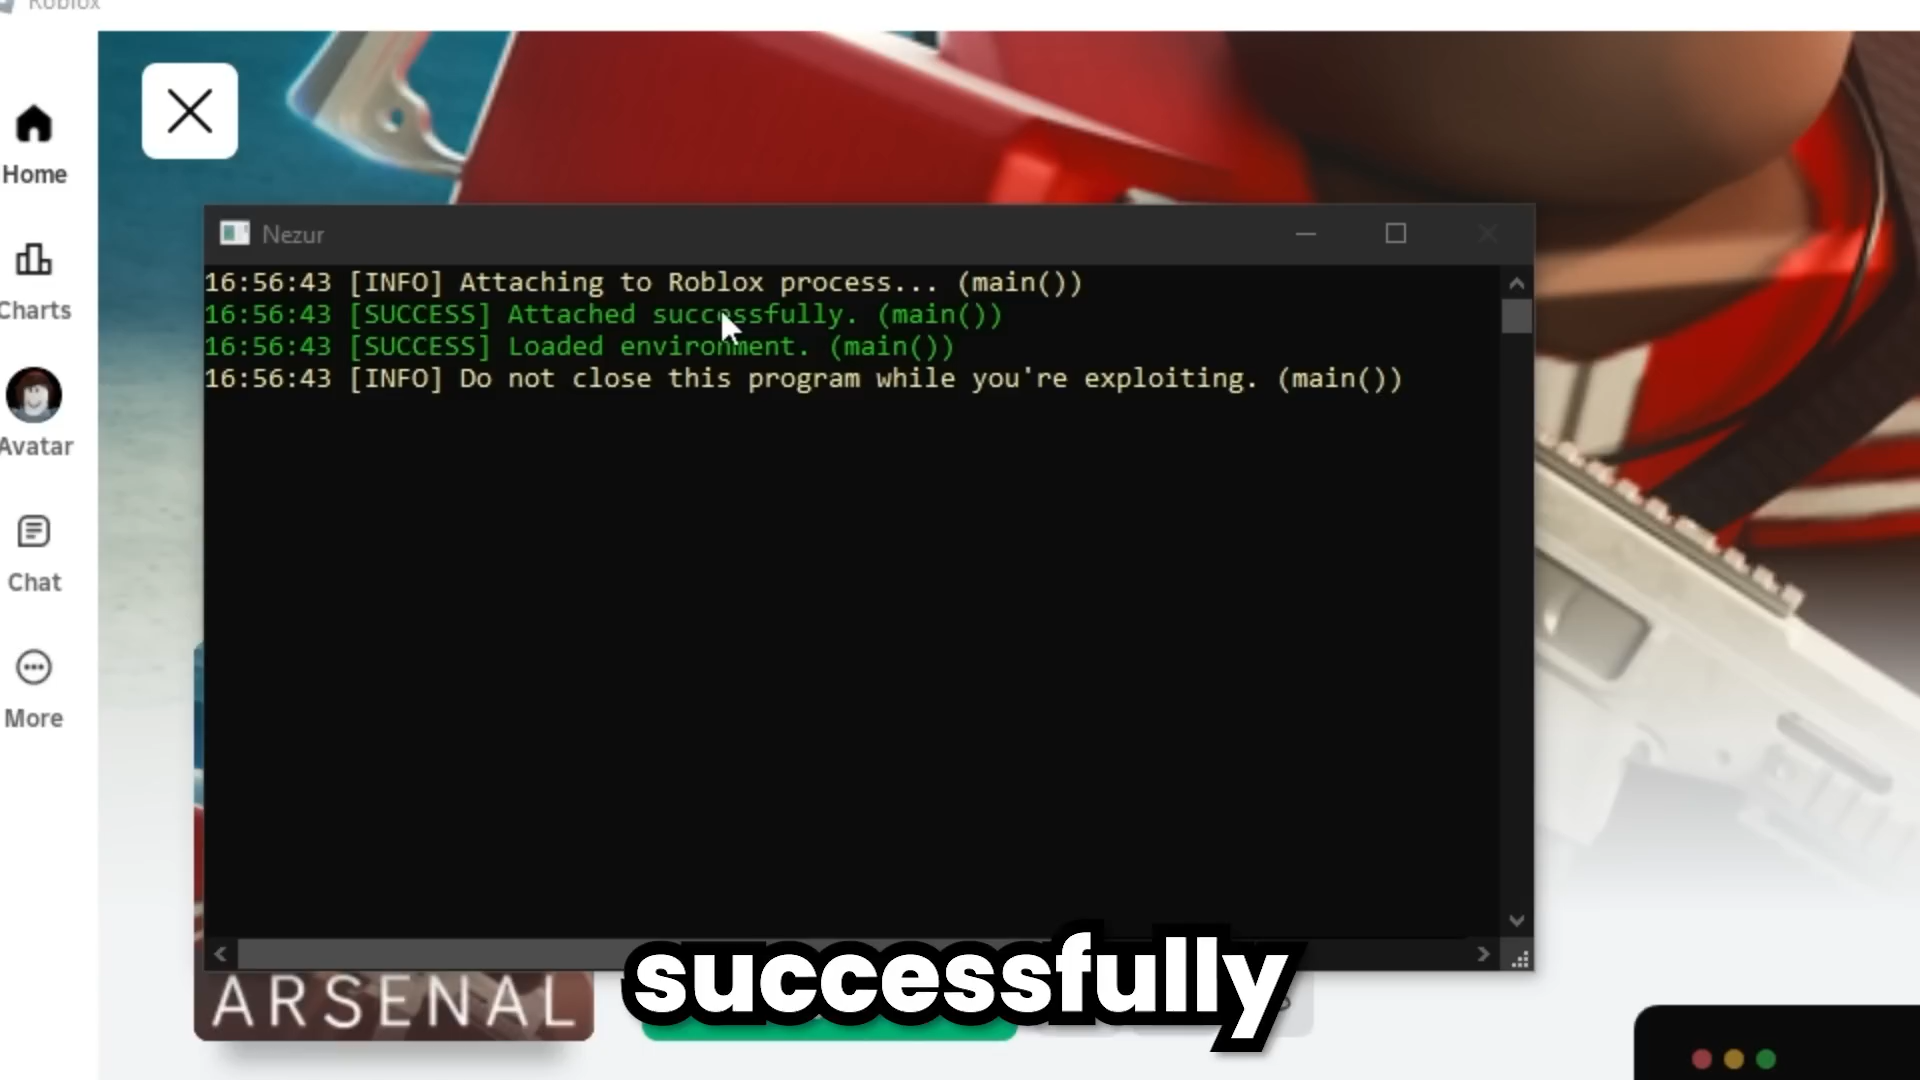 Roblox
Home
Charts
Avatar
Chat
More
Nezur
16:56:43 [INFO] Attaching to Roblox process... (main())
16:56:43 [SUCCESS] Attached successfully. (main())
16:56:43 [SUCCESS] Loaded environment. (main())
16:56:43 [INFO] Do not close this program while you're exploiting. (main())
ARSENAL
successfully